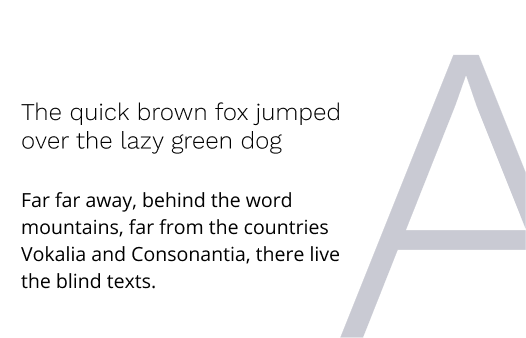 The quick brown fox jumped
over the lazy green dog
Far far away, behind the word
mountains, far from the countries
Vokalia and Consonantia, there live
the blind texts.
A